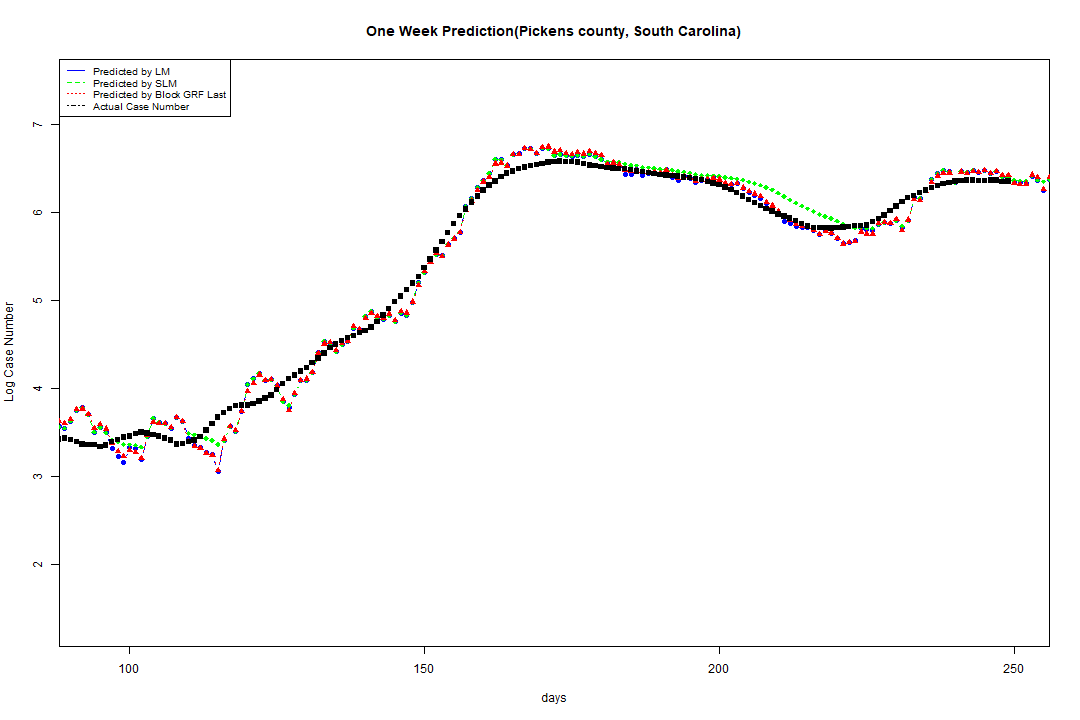 One Week Prediction(Pickens county, South Carolina)
Predicted by LM
Predicted by SLM
Predicted by Block GRF Last
Actual Case Number
7
6
5
4
3
2
Log Case Number
100 150 200 250
days